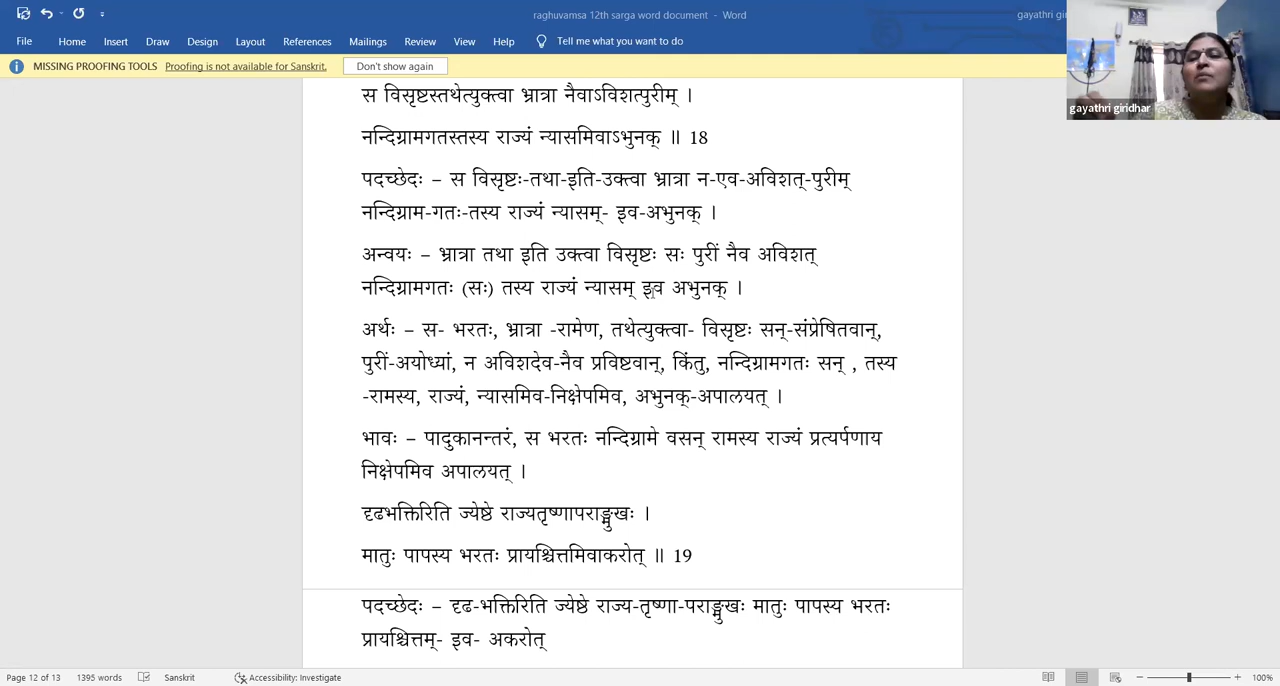 raghuvamsa 12th sarga word document - Word
gayathri gi
File Home Insert Draw Design Layout References Mailings Review View Help Tell me what you want to do
MISSING PROOFING TOOLS Proofing is not available for Sanskrit. Don't show again
gayathri giridhar
स विसृष्टस्तथेत्युक्त्वा भ्रात्रा नैवाऽविशत्पुरीम् ।
नन्दिग्रामगतस्तस्य राज्यं न्यासमिवाऽभुनक् ॥ 18
पदच्छेदः – स विसृष्टः-तथा-इति-उक्त्वा भ्रात्रा न-एव-अविशत्-पुरीम्
नन्दिग्राम-गतः-तस्य राज्यं न्यासम्- इव-अभुनक् ।
अन्वयः – भ्रात्रा तथा इति उक्त्वा विसृष्टः सः पुरीं नैव अविशत्
नन्दिग्रामगतः (सः) तस्य राज्यं न्यासम् इव अभुनक् ।
अर्थः – स- भरतः, भ्रात्रा -रामेण, तथेत्युक्त्वा- विसृष्टः सन्-संप्रेषितवान्,
पुरीं-अयोध्यां, न अविशदेव-नैव प्रविष्टवान्, किंतु, नन्दिग्रामगतः सन् , तस्य
-रामस्य, राज्यं, न्यासमिव-निक्षेपमिव, अभुनक्-अपालयत् ।
भावः – पादुकानन्तरं, स भरतः नन्दिग्रामे वसन् रामस्य राज्यं प्रत्यर्पणाय
निक्षेपमिव अपालयत् ।
दृढभक्तिरिति ज्येष्ठे राज्यतृष्णापराङ्मुखः ।
मातुः पापस्य भरतः प्रायश्चित्तमिवाकरोत् ॥ 19
पदच्छेदः – दृढ-भक्तिरिति ज्येष्ठे राज्य-तृष्णा-पराङ्मुखः मातुः पापस्य भरतः
प्रायश्चित्तम्- इव- अकरोत्
Page 12 of 13 1395 words Sanskrit Accessibility: Investigate 100%